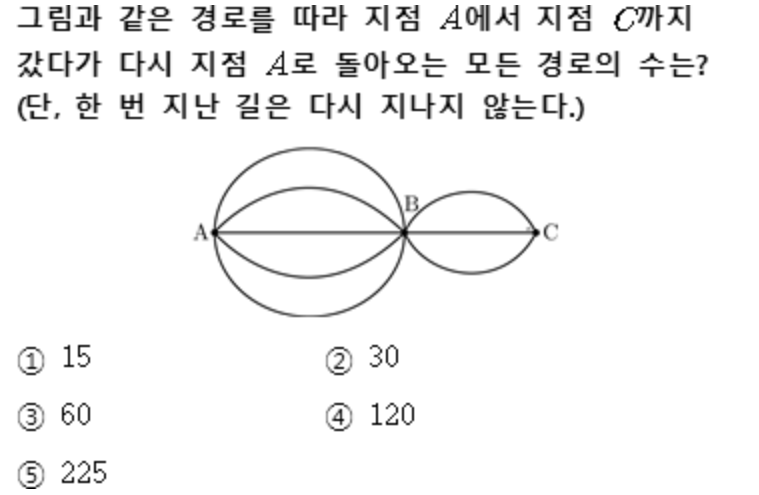 그림과 같은 경로를 따라 지점 A에서 지점 C까지
갔다가 다시 지점 A로 돌아오는 모든 경로의 수는?
(단, 한 번 지난 길은 다시 지나지 않는다.)
B
A
C
① 15
② 30
③ 60
④ 120
⑤ 225